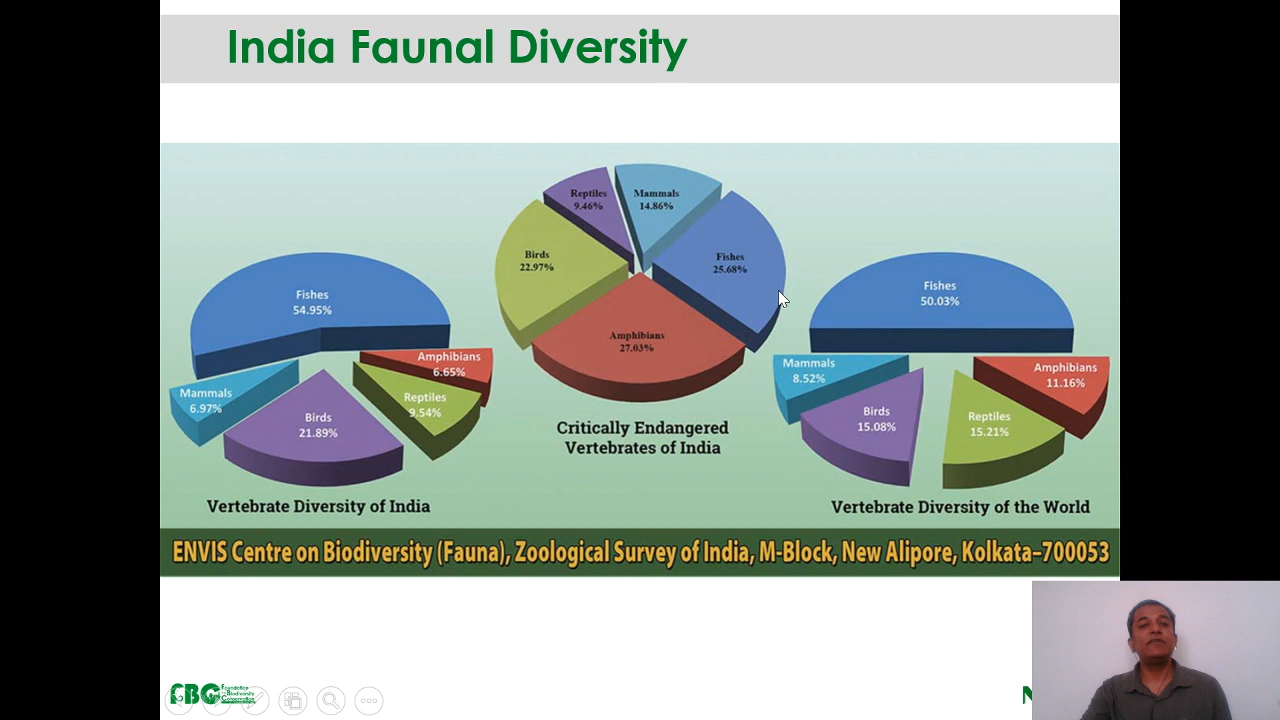 India Faunal Diversity
Fishes
54.95%
Amphibians
6.65%
Reptiles
9.54%
Birds
21.89%
Mammals
6.97%
Vertebrate Diversity of India
Reptiles
9.46%
Mammals
14.86%
Birds
22.97%
Fishes
25.68%
Amphibians
27.03%
Critically Endangered
Vertebrates of India
Fishes
50.03%
Mammals
8.52%
Amphibians
11.16%
Birds
15.08%
Reptiles
15.21%
Vertebrate Diversity of the World
ENVIS Centre on Biodiversity (Fauna), Zoological Survey of India, M-Block, New Alipore, Kolkata–700053
N